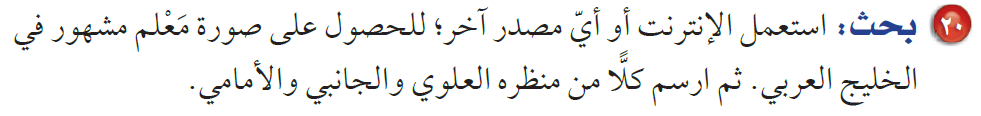 ٢٠ بحث: استعمل الإنترنت أو أيّ مصدر آخر؛ للحصول على صورة مَعْلم مشهور في
الخليج العربي. ثم ارسم كلًّا من منظره العلوي والجانبي والأمامي.